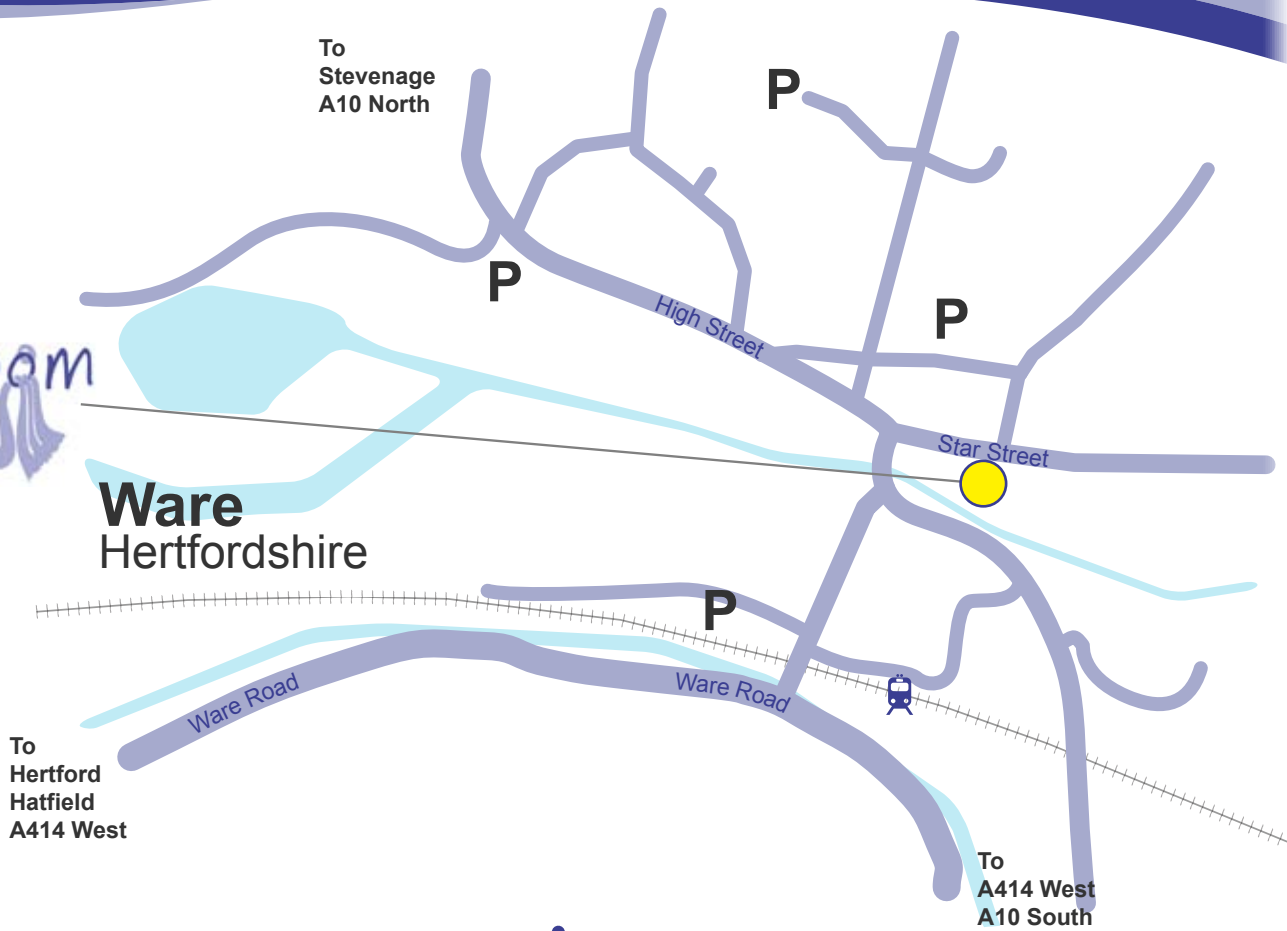 To
Stevenage
A10 North
P
P
P
High Street
Star Street
Ware
Hertfordshire
P
Ware Road
Ware Road
To
Hertford
Hatfield
A414 West
To
A414 West
A10 South